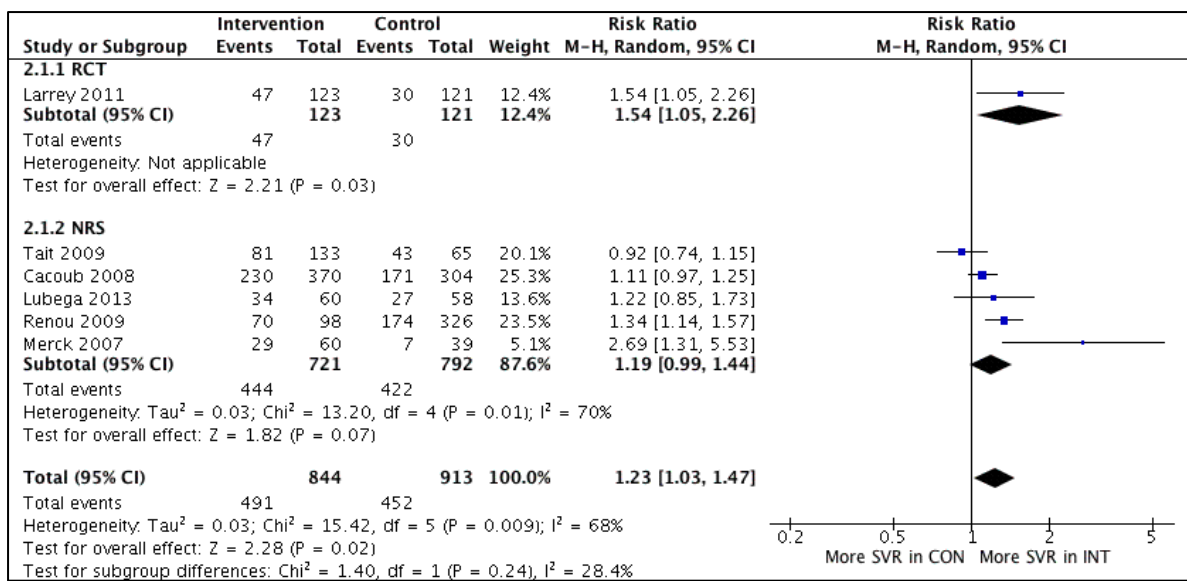 Intervention Control Risk Ratio Risk Ratio
Study or Subgroup Events Total Events Total Weight M-H, Random, 95% CI M-H, Random, 95% CI
2.1.1 RCT
Larrey 2011 47 123 30 121 12.4% 1.54 [1.05, 2.26]
Subtotal (95% CI) 123 121 12.4% 1.54 [1.05, 2.26]
Total events 47 30
Heterogeneity: Not applicable
Test for overall effect: Z = 2.21 (P = 0.03)
2.1.2 NRS
Tait 2009 81 133 43 65 20.1% 0.92 [0.74, 1.15]
Cacoub 2008 230 370 171 304 25.3% 1.11 [0.97, 1.25]
Lubega 2013 34 60 27 58 13.6% 1.22 [0.85, 1.73]
Renou 2009 70 98 174 326 23.5% 1.34 [1.14, 1.57]
Merck 2007 29 60 7 39 5.1% 2.69 [1.31, 5.53]
Subtotal (95% CI) 721 792 87.6% 1.19 [0.99, 1.44]
Total events 444 422
Heterogeneity: Tau² = 0.03; Chi² = 13.20, df = 4 (P = 0.01); I² = 70%
Test for overall effect: Z = 1.82 (P = 0.07)
Total (95% CI) 844 913 100.0% 1.23 [1.03, 1.47]
Total events 491 452
Heterogeneity: Tau² = 0.03; Chi² = 15.42, df = 5 (P = 0.009); I² = 68%
Test for overall effect: Z = 2.28 (P = 0.02)
Test for subgroup differences: Chi² = 1.40, df = 1 (P = 0.24), I² = 28.4%
0.2 0.5 1 2 5
More SVR in CON More SVR in INT